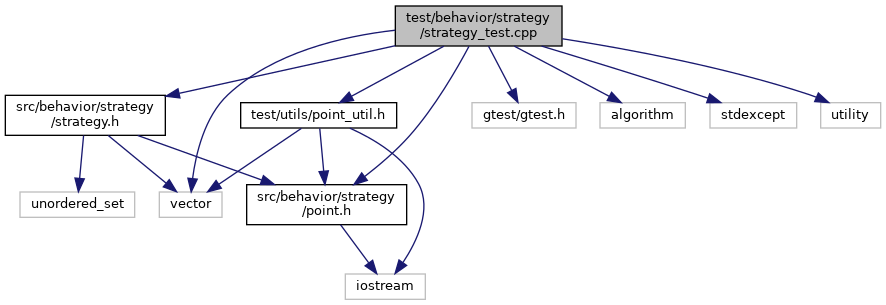 test/behavior/strategy
/strategy_test.cpp
src/behavior/strategy
/strategy.h
test/utils/point_util.h
gtest/gtest.h
algorithm
stdexcept
utility
unordered_set
vector
src/behavior/strategy
/point.h
iostream